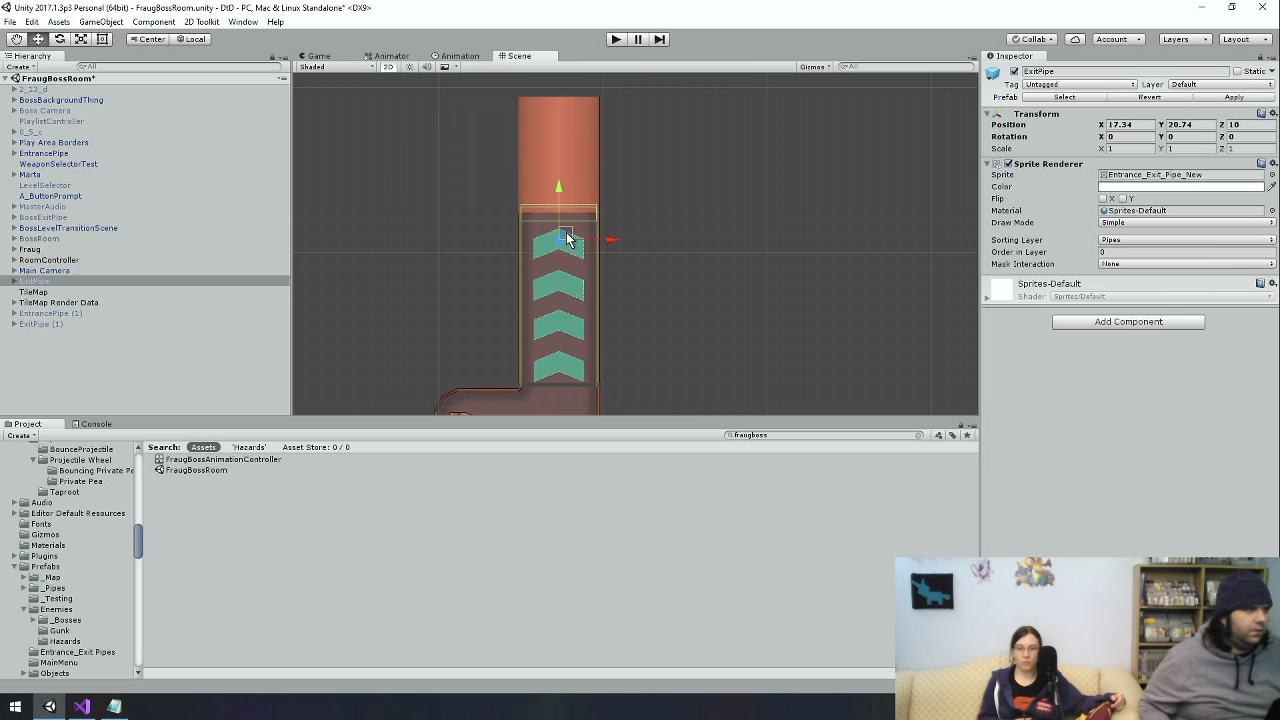 Unity 2017.1.3p3 Personal (64bit) - FraugBossRoom.unity - DtD - PC, Mac & Linux Standalone* <DX9>
File Edit Assets GameObject Component 2D Toolkit Window Help
Center Local Collab Account Layers Layout
Hierarchy Game Animator Animation Scene Inspector
Create All Shaded 2D Gizmos All
ExitPipe Static
FraugBossRoom*
Tag Untagged Layer Default
2_13_d
Prefab Select Revert Apply
BossBackgroundThing
Boss Camera
Transform
PlaylistController
Position X 17.34 Y 20.74 Z 10
0_5_c
Rotation X 0 Y 0 Z 0
Play Area Borders
Scale X 1 Y 1 Z 1
EntrancePipe
WeaponSelectorTest
Sprite Renderer
Marta
Sprite Entrance_Exit_Pipe_New
LevelSelector
Color
A_ButtonPrompt
Flip X Y
MasterAudio
Material Sprites-Default
BossExitPipe
Draw Mode Simple
BossLevelTransitionScene
BossRoom
Sorting Layer Pipes
Fraug
Order in Layer 0
RoomController
Mask Interaction None
Main Camera
ExitPipe
Sprites-Default
TileMap
Shader Sprites/Default
TileMap Render Data
EntrancePipe (1)
ExitPipe (1)
Add Component
Project Console
Create fraugboss
Search: Assets 'Hazards' Asset Store: 0 / 0
BounceProjectile
Projectile Wheel
Bouncing Private Pe
Private Pea
Taproot
Audio
Editor Default Resources
Fonts
Gizmos
Materials
Plugins
Prefabs
_Map
_Pipes
_Testing
Enemies
_Bosses
Gunk
Hazards
Entrance_Exit Pipes
MainMenu
Objects
FraugBossAnimationController
FraugBossRoom